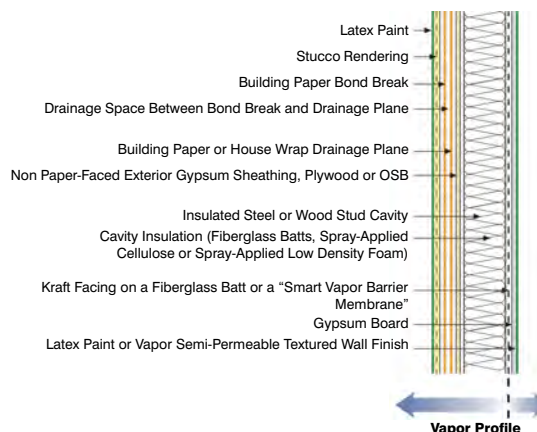 Latex Paint
Stucco Rendering
Building Paper Bond Break
Drainage Space Between Bond Break and Drainage Plane
Building Paper or House Wrap Drainage Plane
Non Paper-Faced Exterior Gypsum Sheathing, Plywood or OSB
Insulated Steel or Wood Stud Cavity
Cavity Insulation (Fiberglass Batts, Spray-Applied
Cellulose or Spray-Applied Low Density Foam)
Kraft Facing on a Fiberglass Batt or a “Smart Vapor Barrier
Membrane”
Gypsum Board
Latex Paint or Vapor Semi-Permeable Textured Wall Finish
Vapor Profile